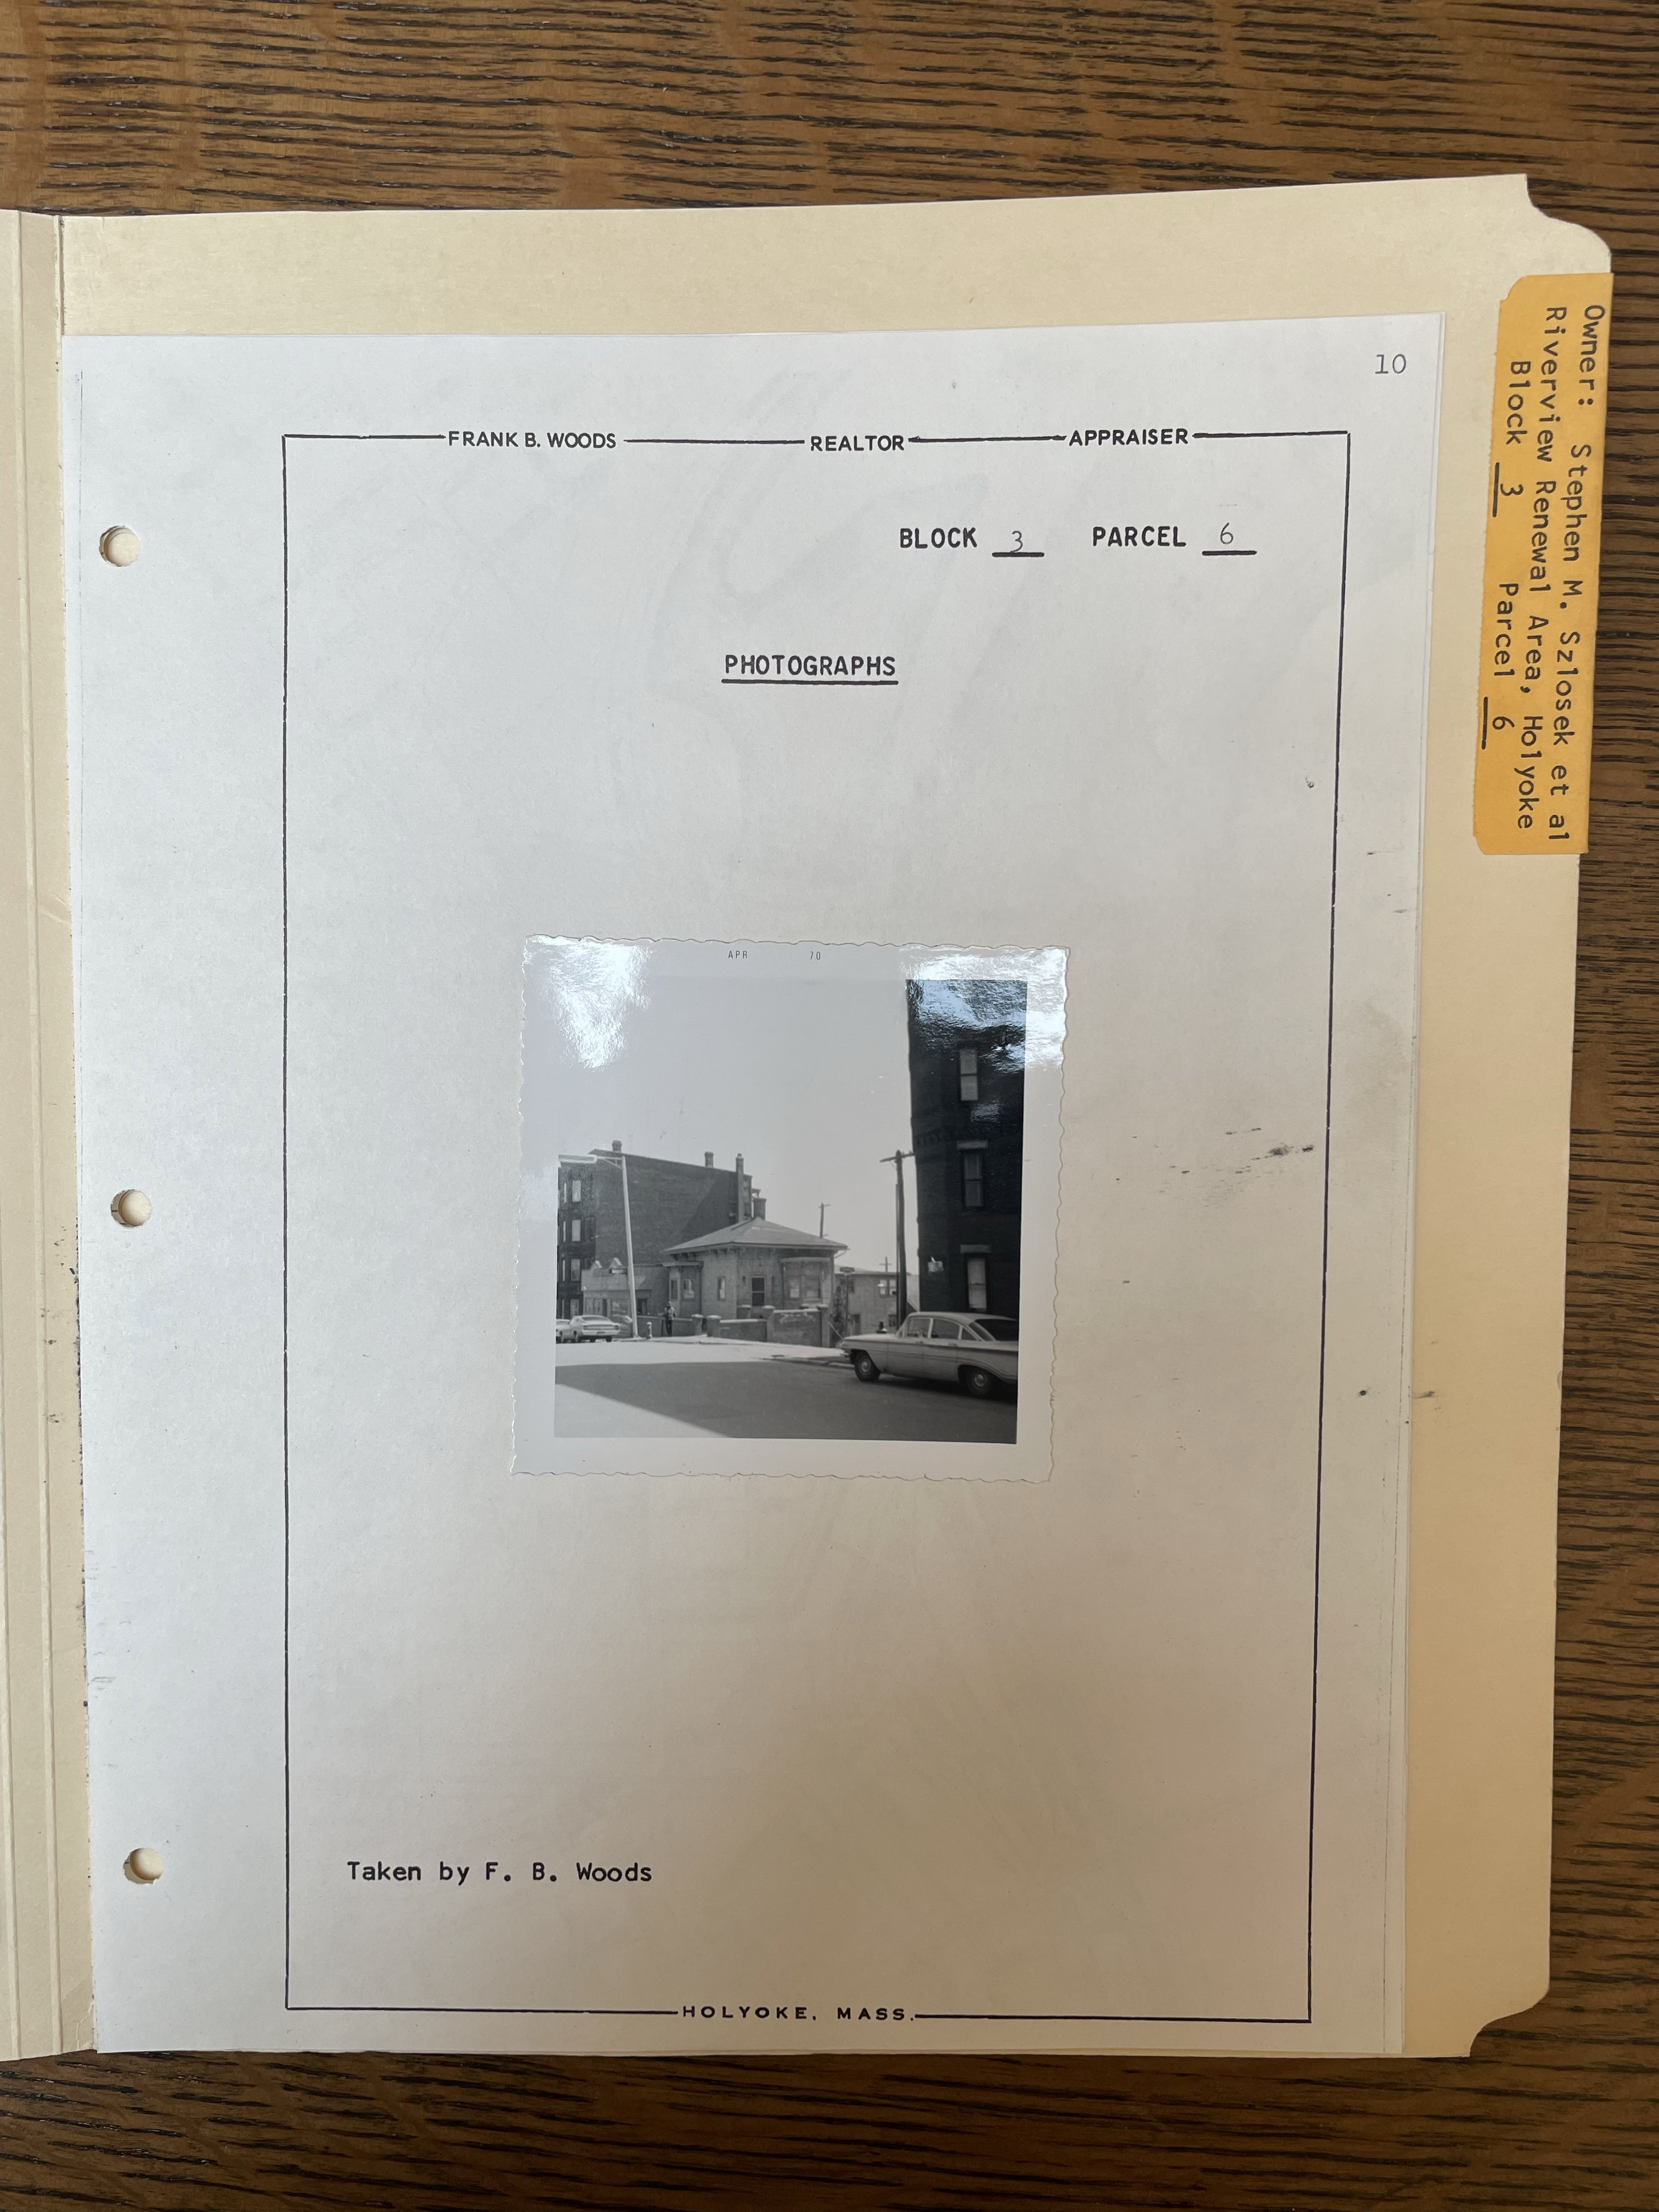 10
FRANK B. WOODS REALTOR APPRAISER
BLOCK 3 PARCEL 6
PHOTOGRAPHS
APR 70
Taken by F. B. Woods
HOLYOKE, MASS.
Owner: Stephen M. Szlosek et al
Riverview Renewal Area, Holyoke
Block 3 Parcel 6